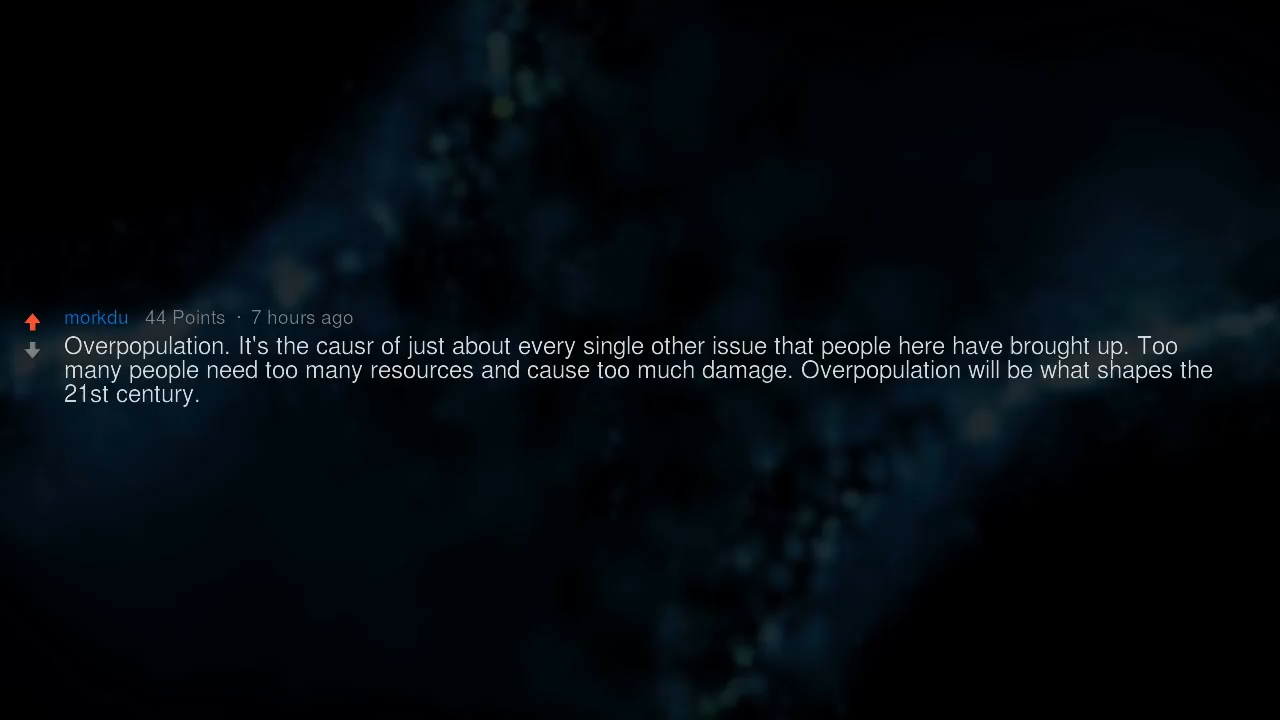 morkdu 44 Points · 7 hours ago
Overpopulation. It's the causr of just about every single other issue that people here have brought up. Too
many people need too many resources and cause too much damage. Overpopulation will be what shapes the
21st century.